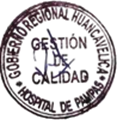 GOBIERNO REGIONAL HUANCAVELICA
GESTIÓN
DE
CALIDAD
HOSPITAL DE PAMPAS